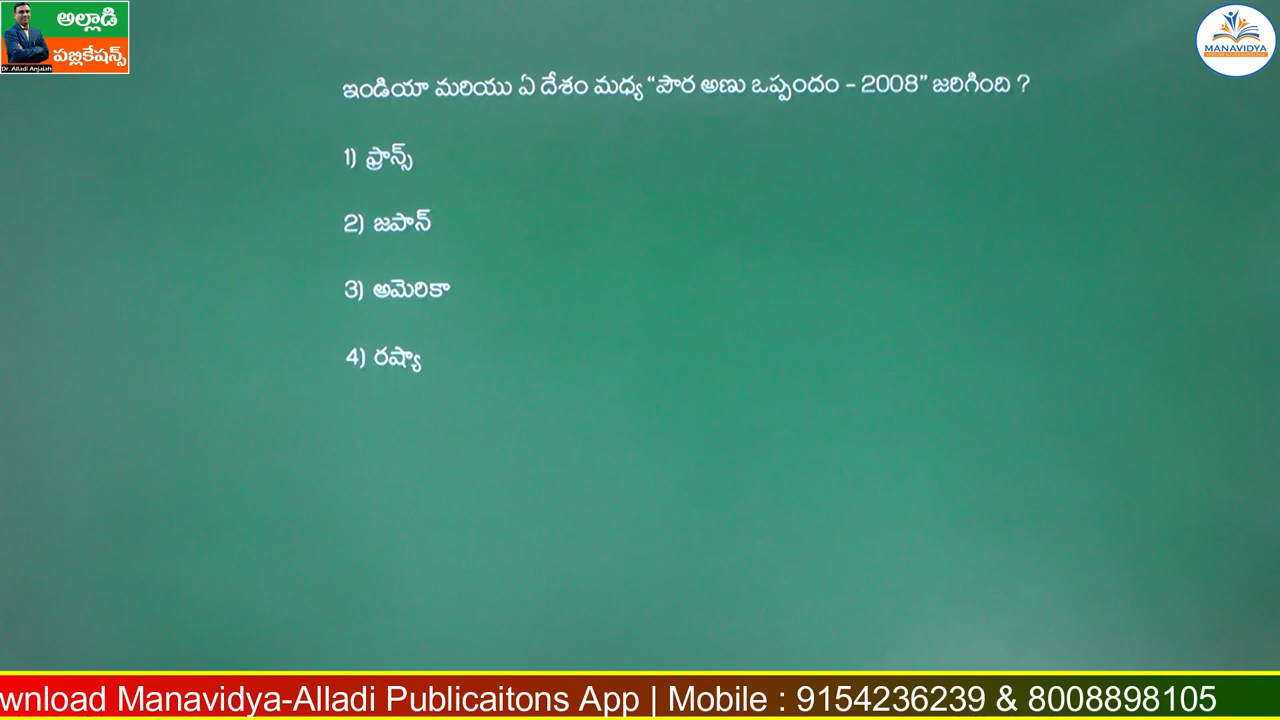 అల్లాడి
పబ్లికేషన్స్
Dr. Alladi Anjaiah
MANAVIDYA
ఇండియా మరియు ఏ దేశం మధ్య “పౌర అణు ఒప్పందం - 2008” జరిగింది ?
1) ఫ్రాన్స్
2) జపాన్
3) అమెరికా
4) రష్యా
wnload Manavidya-Alladi Publicaitons App | Mobile : 9154236239 & 8008898105